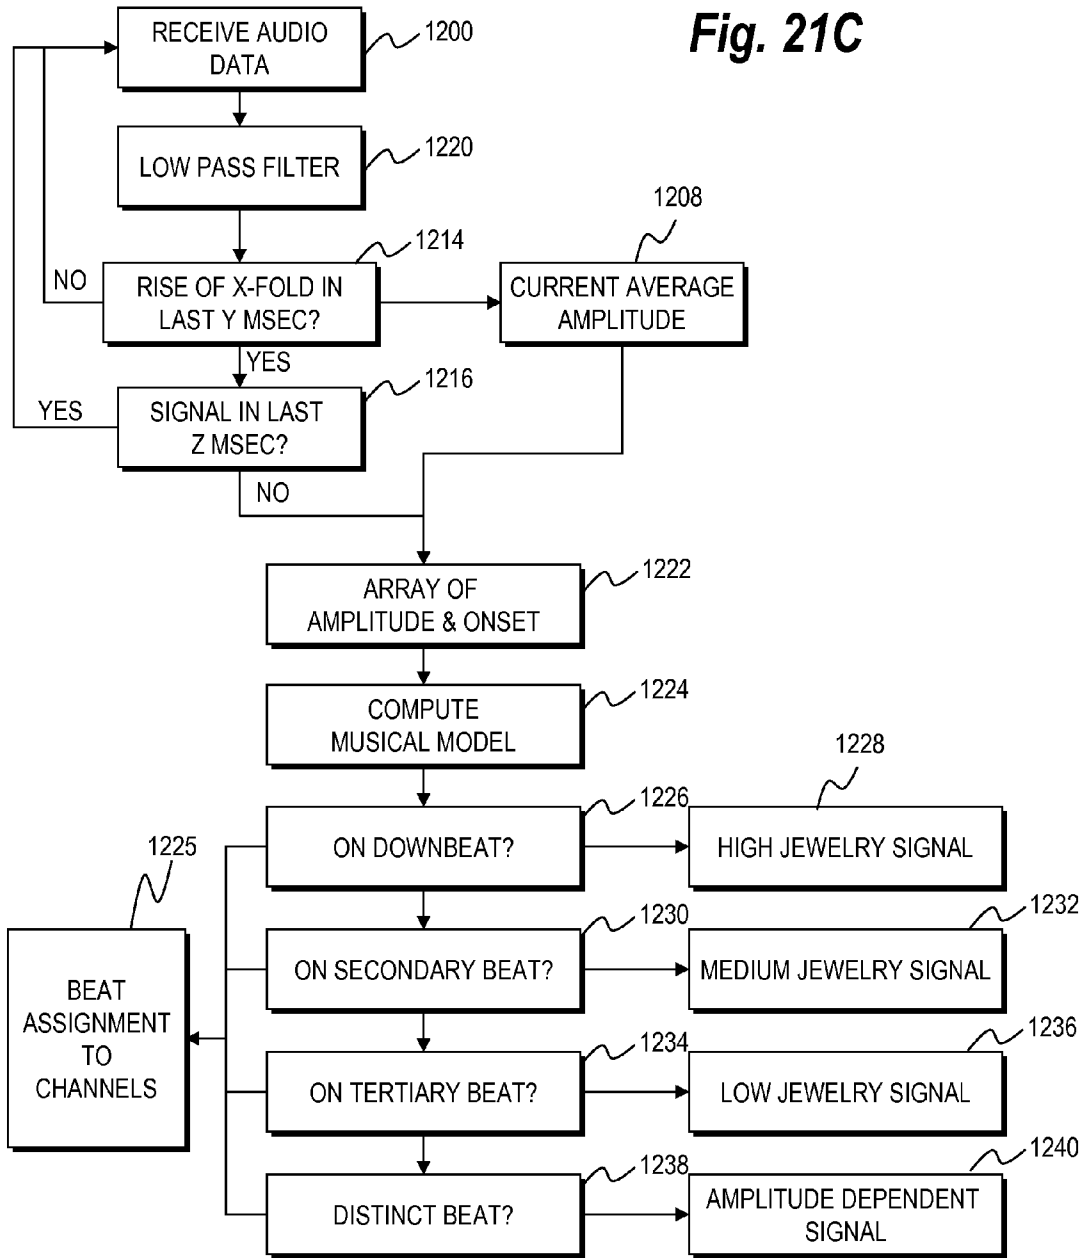 Fig. 21C
RECEIVE AUDIO
DATA
1200
LOW PASS FILTER
1220
1208
1214
NO
RISE OF X-FOLD IN
LAST Y MSEC?
CURRENT AVERAGE
AMPLITUDE
YES
1216
YES
SIGNAL IN LAST
Z MSEC?
NO
1222
ARRAY OF
AMPLITUDE & ONSET
1224
COMPUTE
MUSICAL MODEL
1228
1226
ON DOWNBEAT?
HIGH JEWELRY SIGNAL
1225
1230
1232
ON SECONDARY BEAT?
MEDIUM JEWELRY SIGNAL
BEAT
ASSIGNMENT
TO
CHANNELS
1234
1236
ON TERTIARY BEAT?
LOW JEWELRY SIGNAL
1238
1240
DISTINCT BEAT?
AMPLITUDE DEPENDENT
SIGNAL